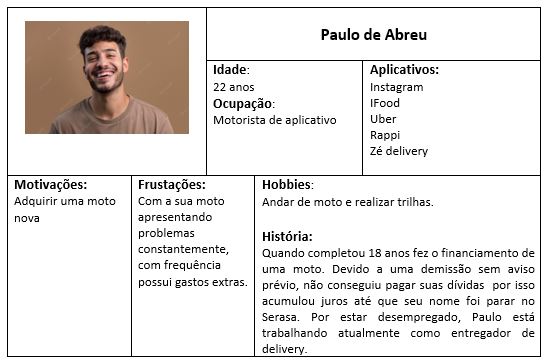 Paulo de Abreu
Idade:
22 anos
Ocupação:
Motorista de aplicativo
Aplicativos:
Instagram
IFood
Uber
Rappi
Zé delivery
Motivações:
Adquirir uma moto
nova
Frustações:
Com a sua moto
apresentando
problemas
constantemente,
com frequência
possui gastos extras.
Hobbies:
Andar de moto e realizar trilhas.
História:
Quando completou 18 anos fez o financiamento de
uma moto. Devido a uma demissão sem aviso
prévio, não conseguiu pagar suas dívidas por isso
acumulou juros até que seu nome foi parar no
Serasa. Por estar desempregado, Paulo está
trabalhando atualmente como entregador de
delivery.